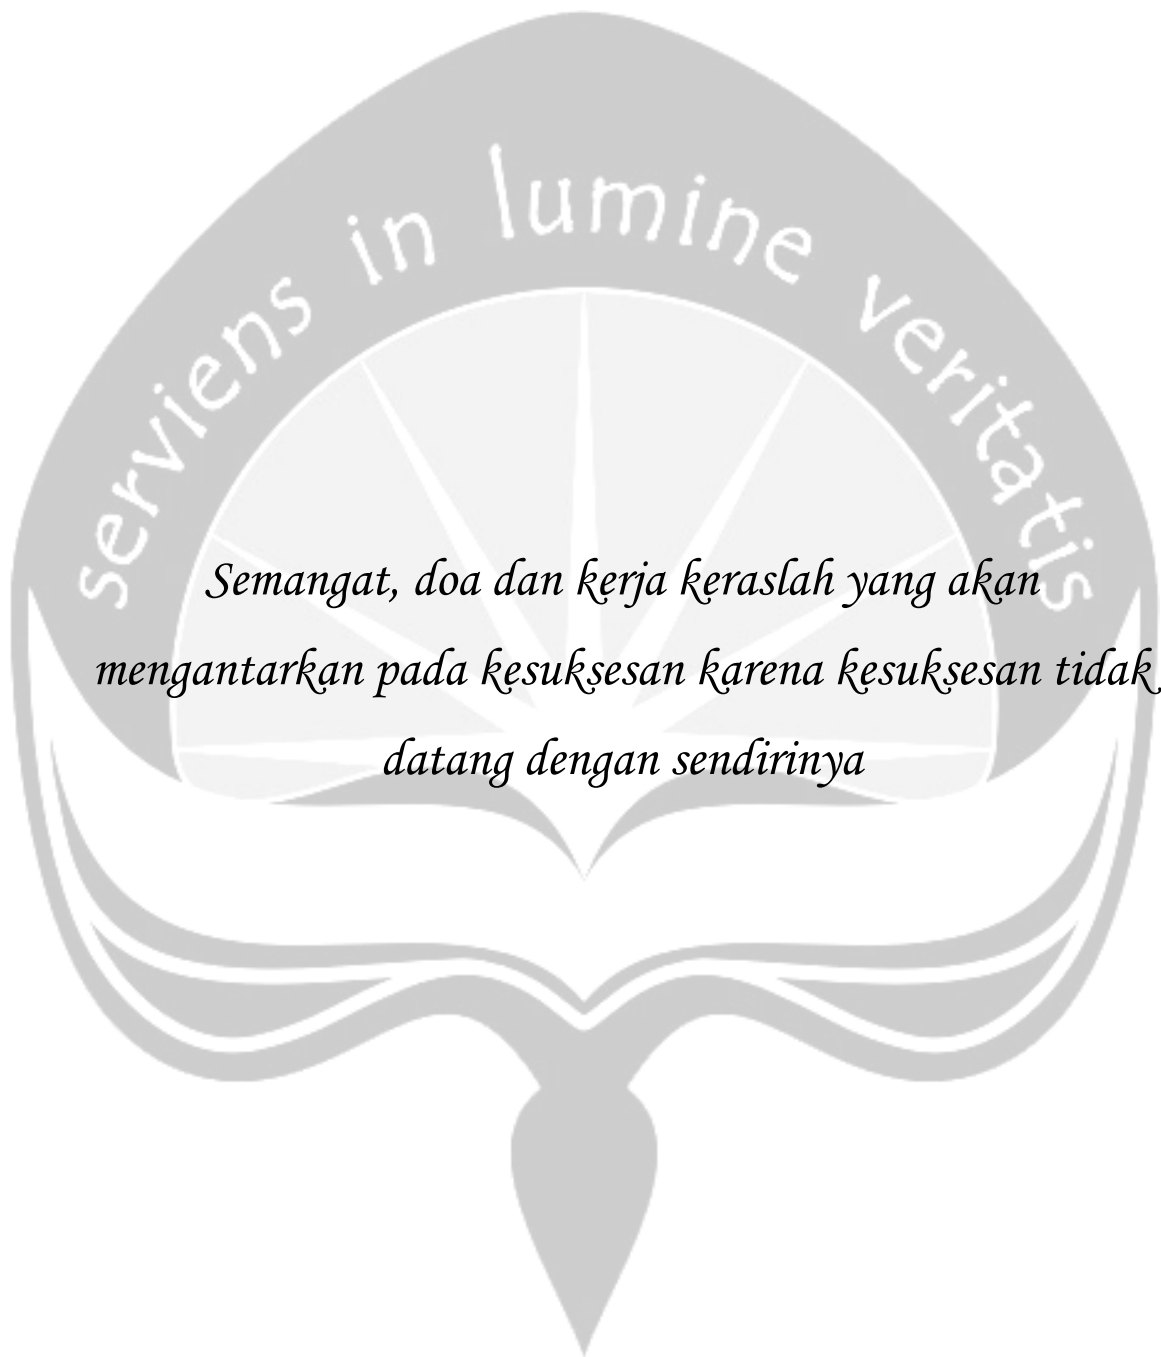 serviens in lumine veritatis
Semangat, doa dan kerja keraslah yang akan
mengantarkan pada kesuksesan karena kesuksesan tidak
datang dengan sendirinya